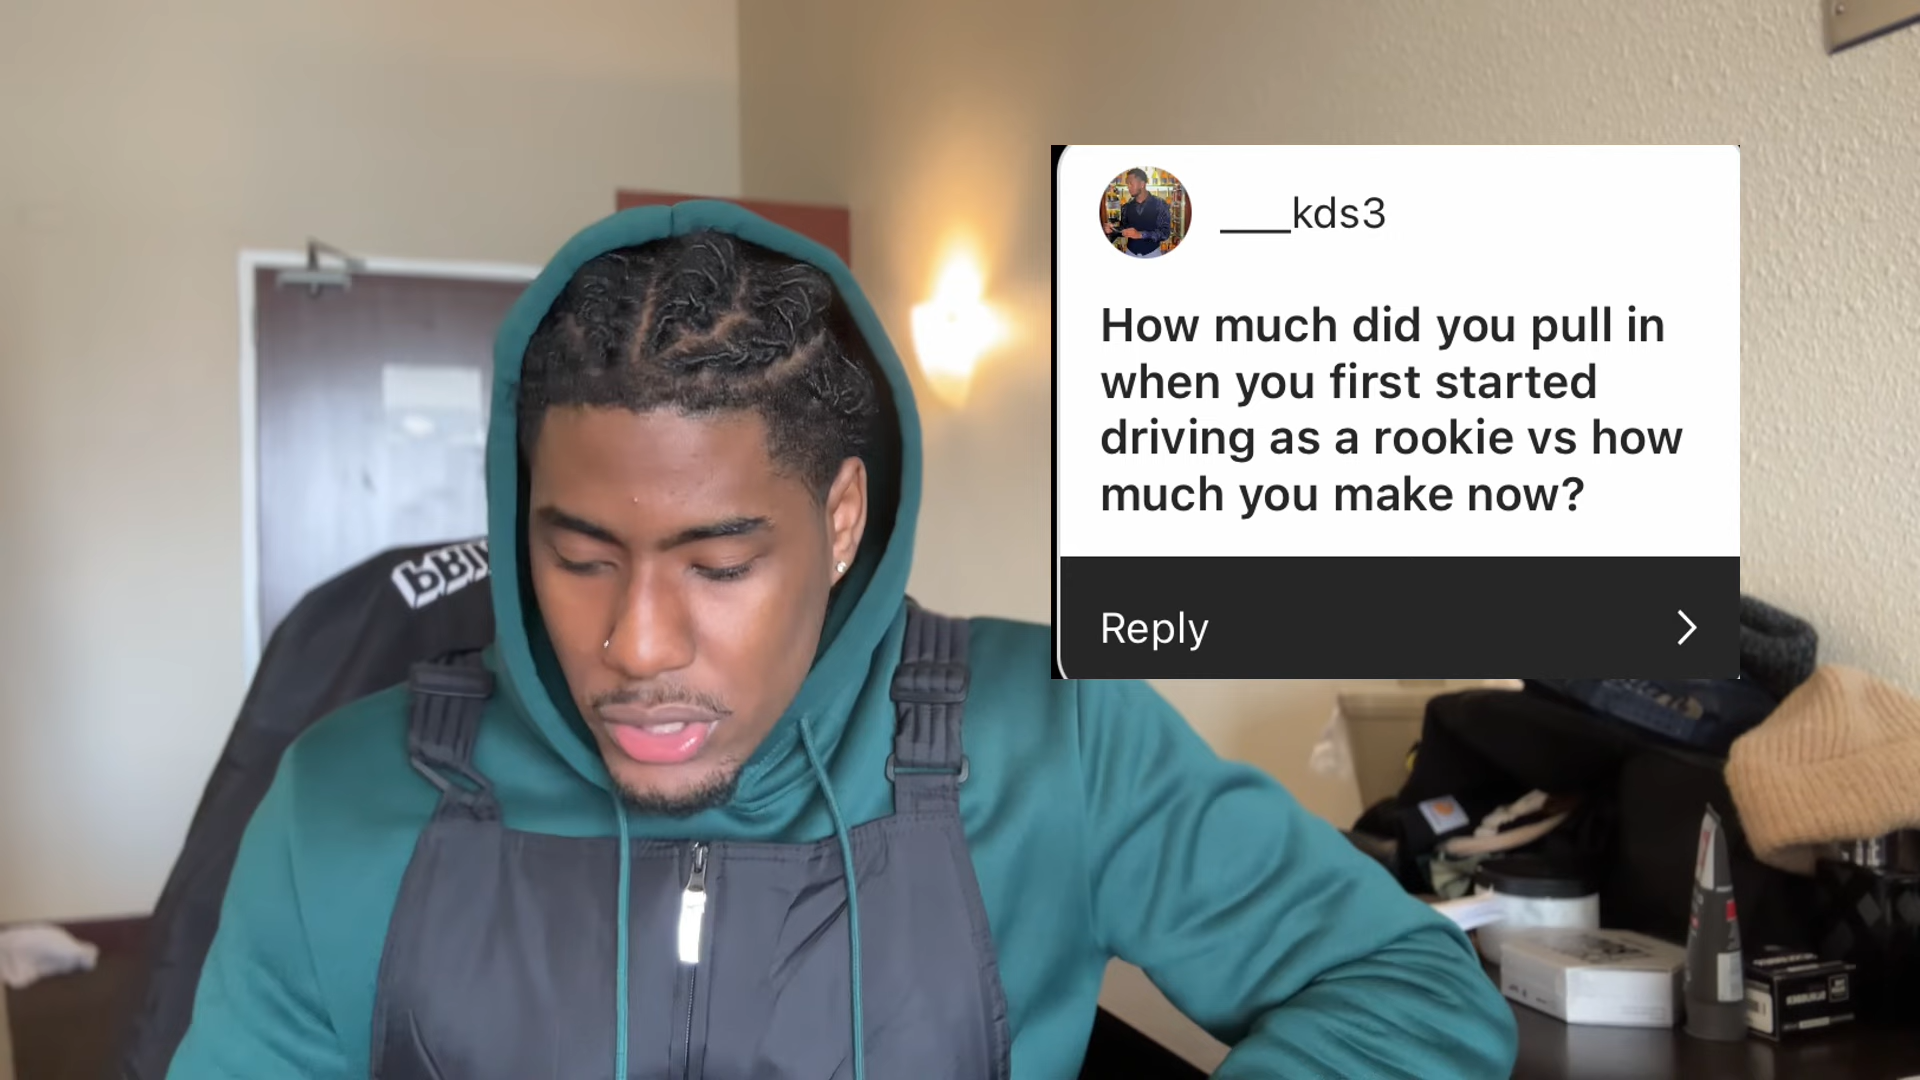 ___kds3
How much did you pull in
when you first started
driving as a rookie vs how
much you make now?
Reply